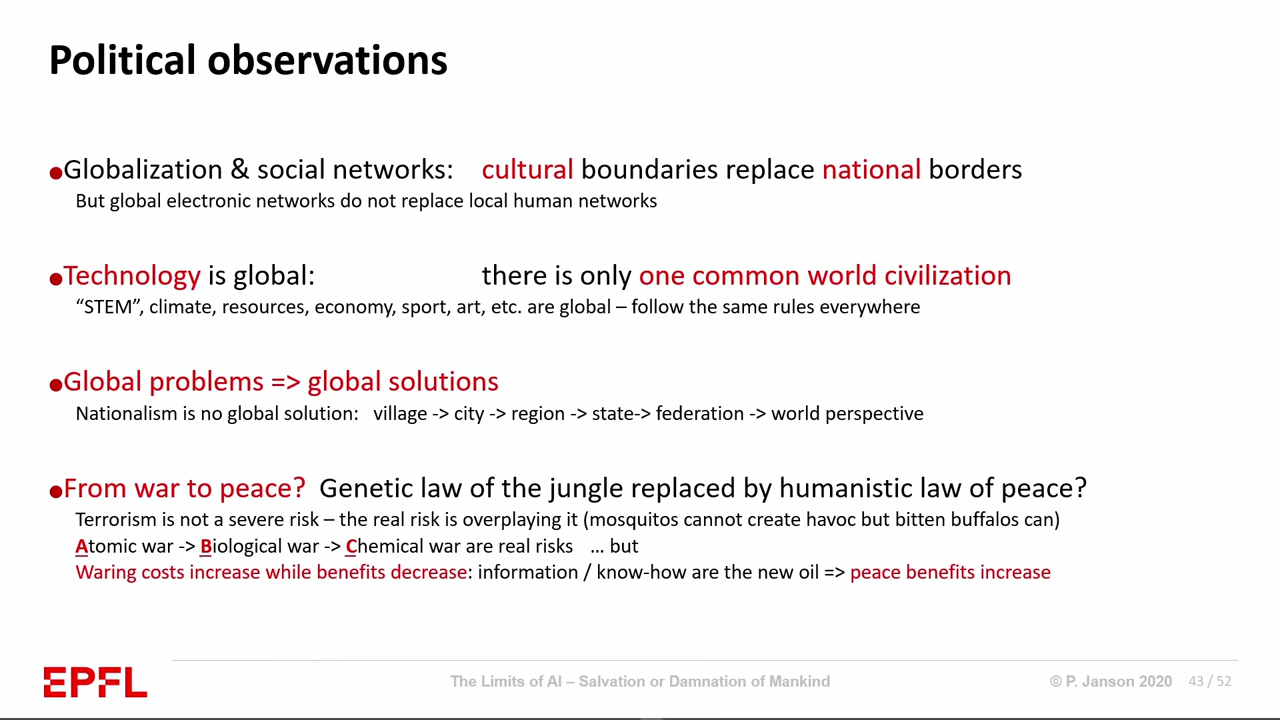 Political observations
●Globalization & social networks: cultural boundaries replace national borders
But global electronic networks do not replace local human networks
●Technology is global: there is only one common world civilization
“STEM”, climate, resources, economy, sport, art, etc. are global – follow the same rules everywhere
●Global problems => global solutions
Nationalism is no global solution: village -> city -> region -> state-> federation -> world perspective
●From war to peace? Genetic law of the jungle replaced by humanistic law of peace?
Terrorism is not a severe risk – the real risk is overplaying it (mosquitos cannot create havoc but bitten buffalos can)
Atomic war -> Biological war -> Chemical war are real risks … but
Waring costs increase while benefits decrease: information / know-how are the new oil => peace benefits increase
EPFL The Limits of AI – Salvation or Damnation of Mankind © P. Janson 2020 43 / 52